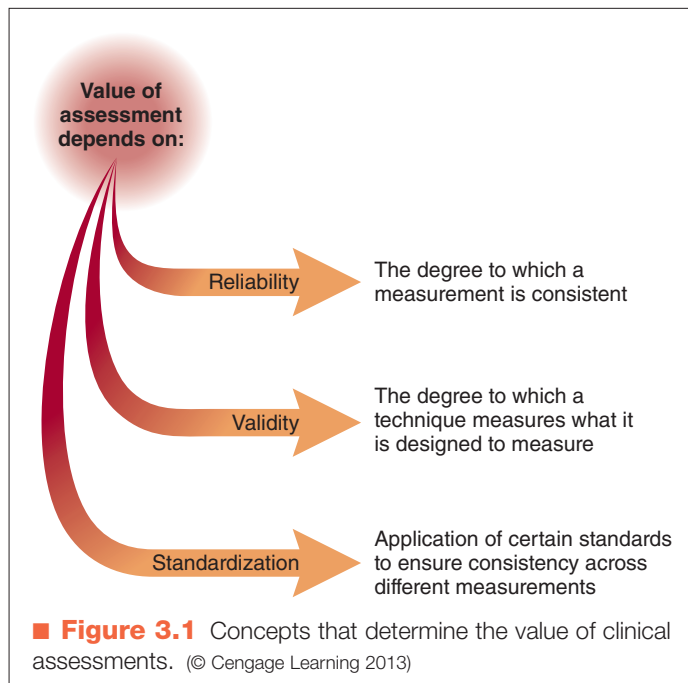 Value of
assessment
depends on:
Reliability
The degree to which a
measurement is consistent
Validity
The degree to which a
technique measures what it
is designed to measure
Standardization
Application of certain standards
to ensure consistency across
different measurements
■ Figure 3.1 Concepts that determine the value of clinical
assessments. (© Cengage Learning 2013)